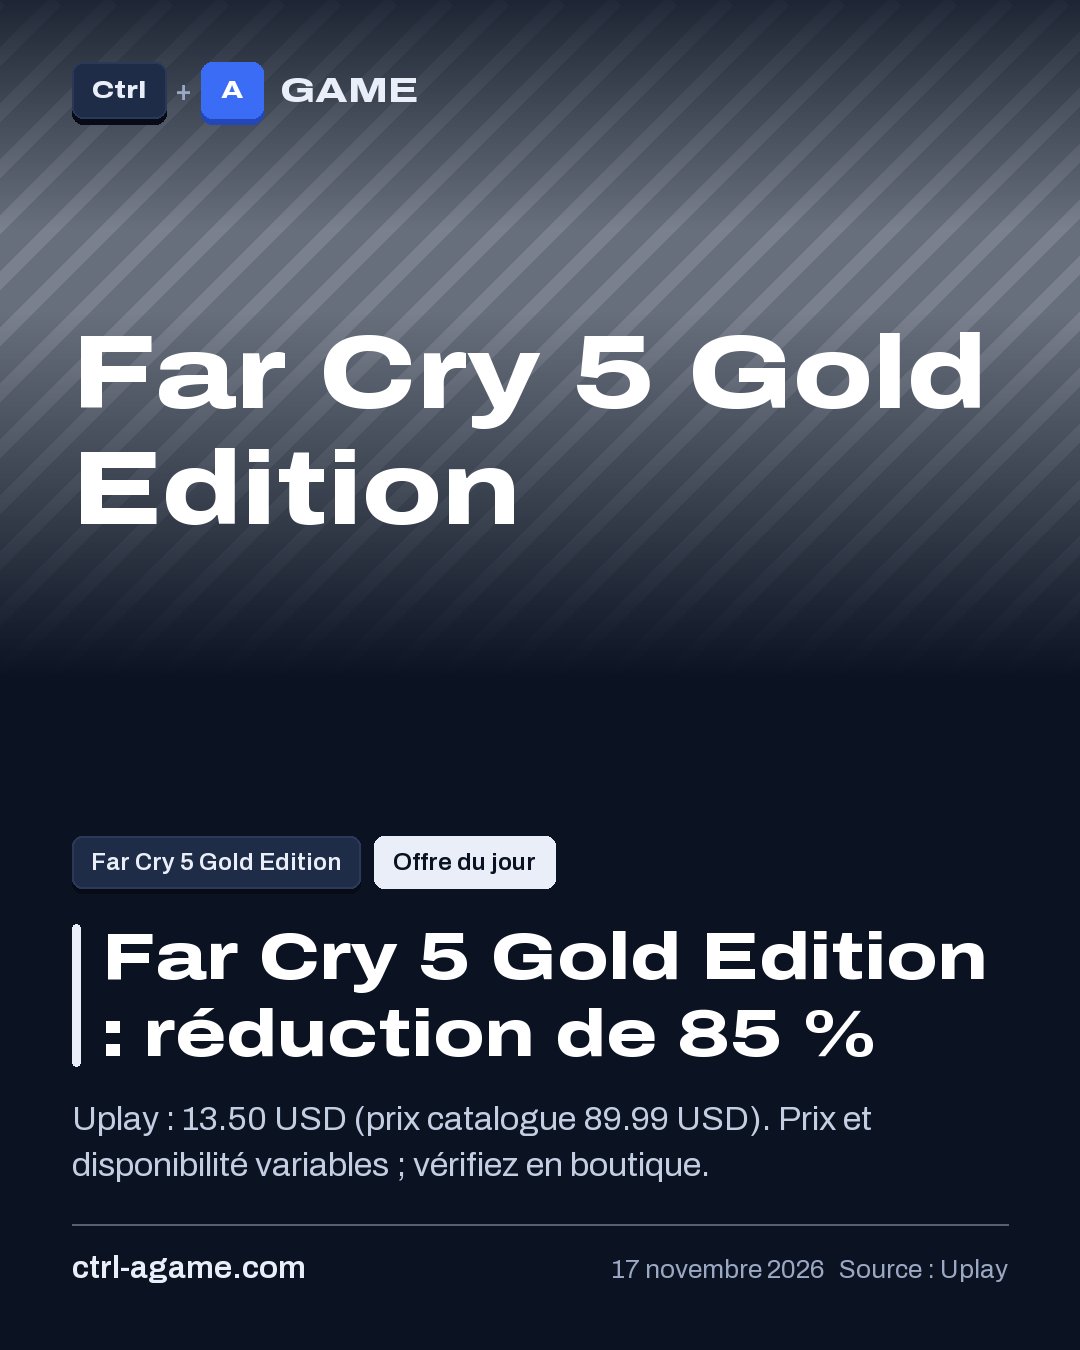 Ctrl + A GAME
Far Cry 5 Gold
Edition
Far Cry 5 Gold Edition
Offre du jour
Far Cry 5 Gold Edition
: réduction de 85 %
Uplay : 13.50 USD (prix catalogue 89.99 USD). Prix et
disponibilité variables ; vérifiez en boutique.
ctrl-agame.com
17 novembre 2026 Source : Uplay